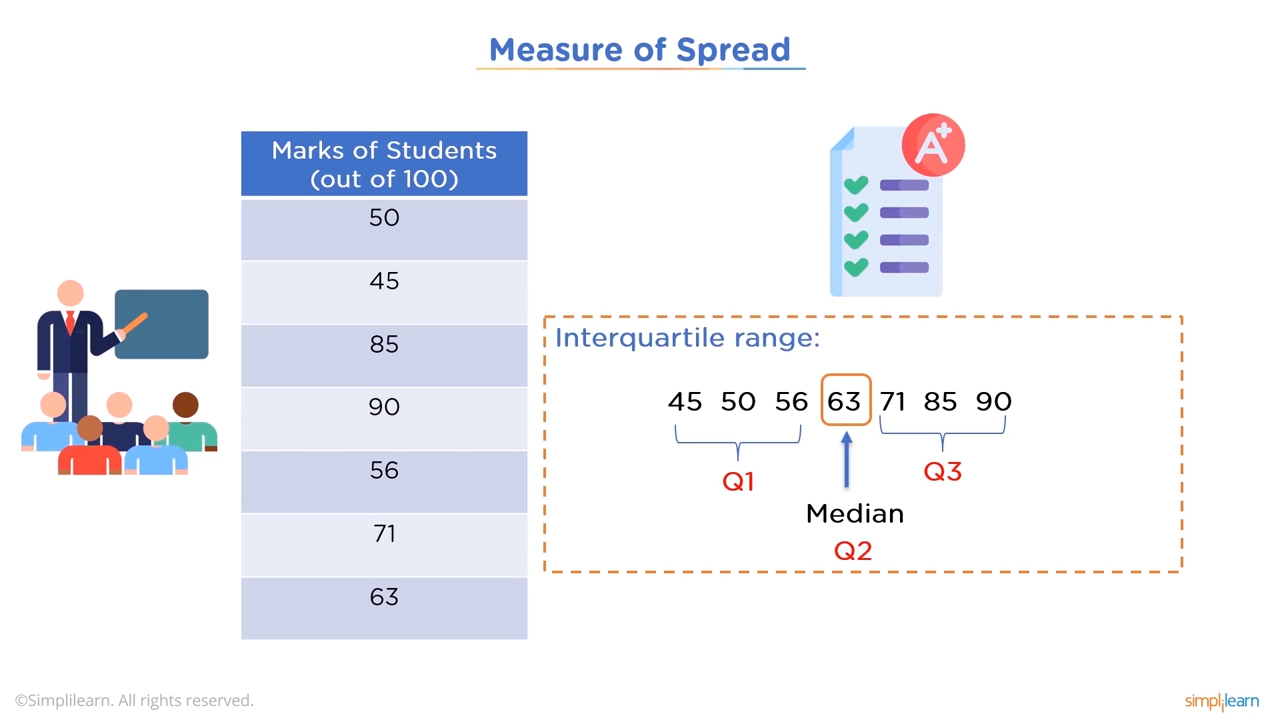 Measure of Spread
Marks of Students
(out of 100)
50
45
85
90
56
71
63
A+
Interquartile range:
45 50 56 63 71 85 90
Q1
Q3
Median
Q2
©Simplilearn. All rights reserved.
simplilearn